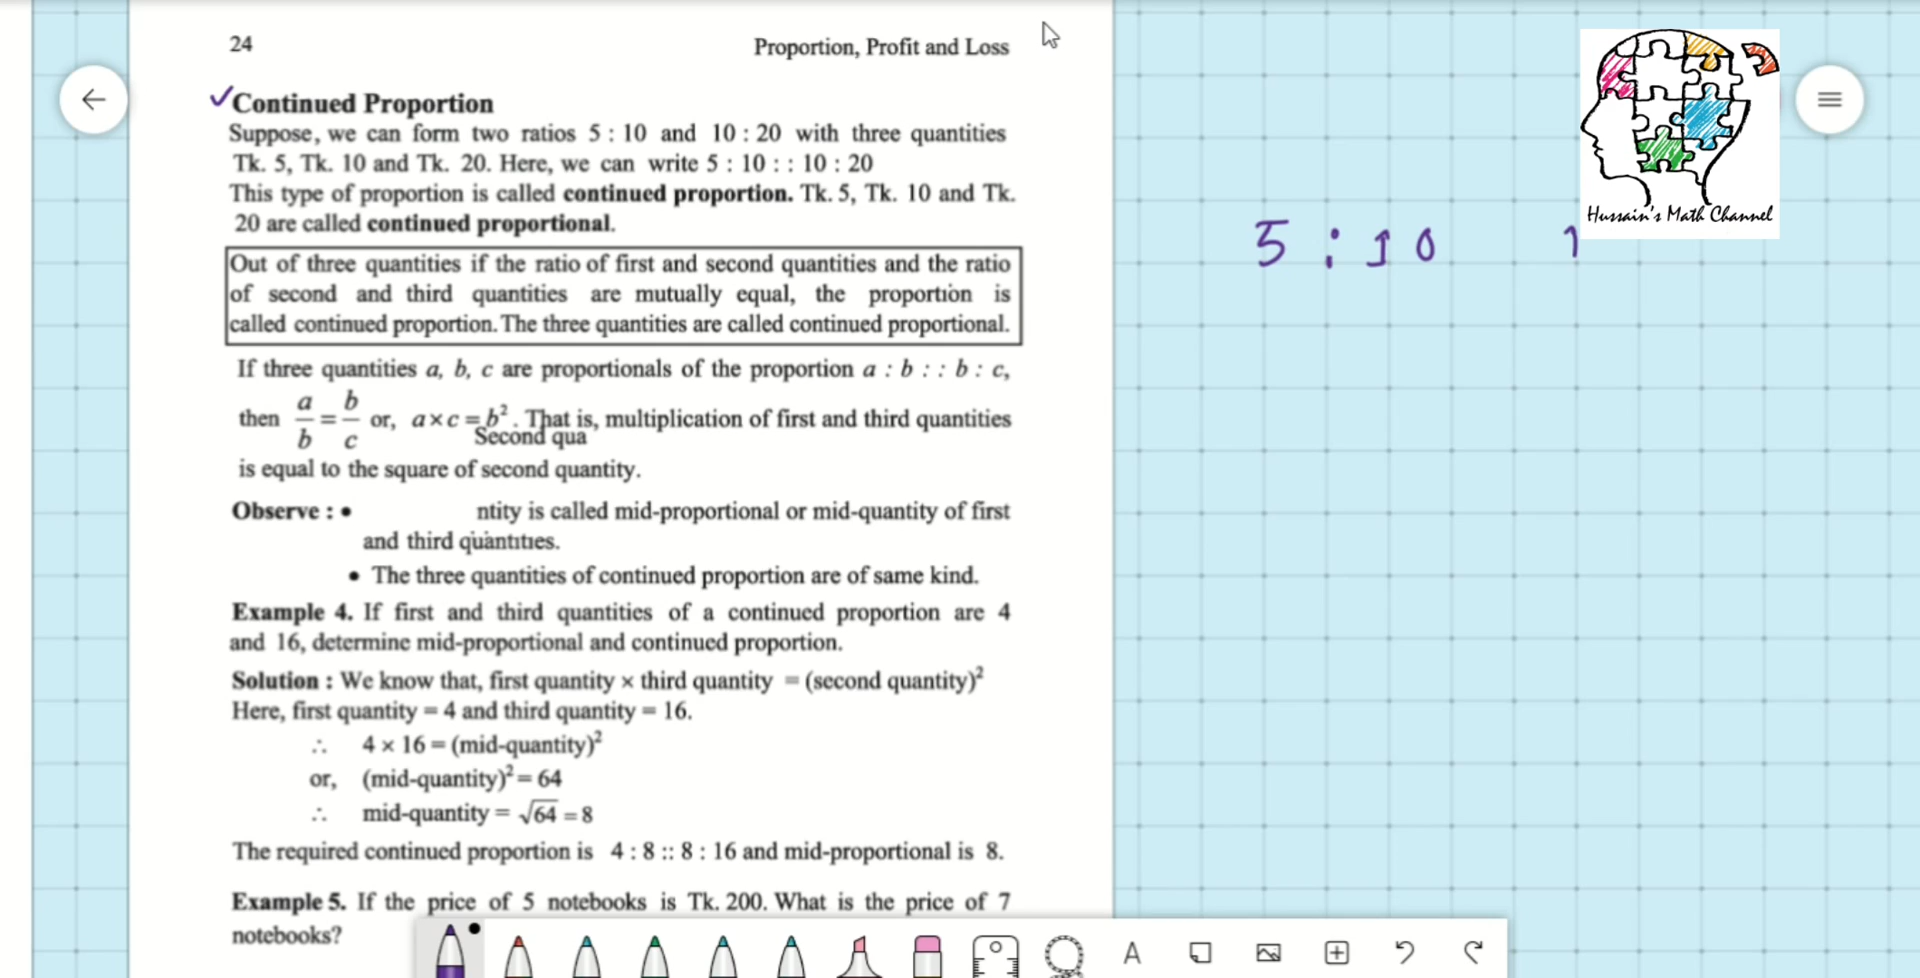 24
Proportion, Profit and Loss
Continued Proportion
Suppose, we can form two ratios 5 : 10 and 10 : 20 with three quantities
Tk. 5, Tk. 10 and Tk. 20. Here, we can write 5 : 10 : : 10 : 20
This type of proportion is called continued proportion. Tk. 5, Tk. 10 and Tk.
20 are called continued proportional.
Out of three quantities if the ratio of first and second quantities and the ratio
of second and third quantities are mutually equal, the proportion is
called continued proportion. The three quantities are called continued proportional.
If three quantities a, b, c are proportionals of the proportion a : b : : b : c,
then a/b = b/c or, a×c = b². That is, multiplication of first and third quantities
Second qua
is equal to the square of second quantity.
Observe : • ntity is called mid-proportional or mid-quantity of first
and third quantities.
• The three quantities of continued proportion are of same kind.
Example 4. If first and third quantities of a continued proportion are 4
and 16, determine mid-proportional and continued proportion.
Solution : We know that, first quantity × third quantity = (second quantity)²
Here, first quantity = 4 and third quantity = 16.
∴ 4 × 16 = (mid-quantity)²
or, (mid-quantity)² = 64
∴ mid-quantity = √64 = 8
The required continued proportion is 4 : 8 :: 8 : 16 and mid-proportional is 8.
Example 5. If the price of 5 notebooks is Tk. 200. What is the price of 7
notebooks?
Hussain's Math Channel
5 : 10 1
A